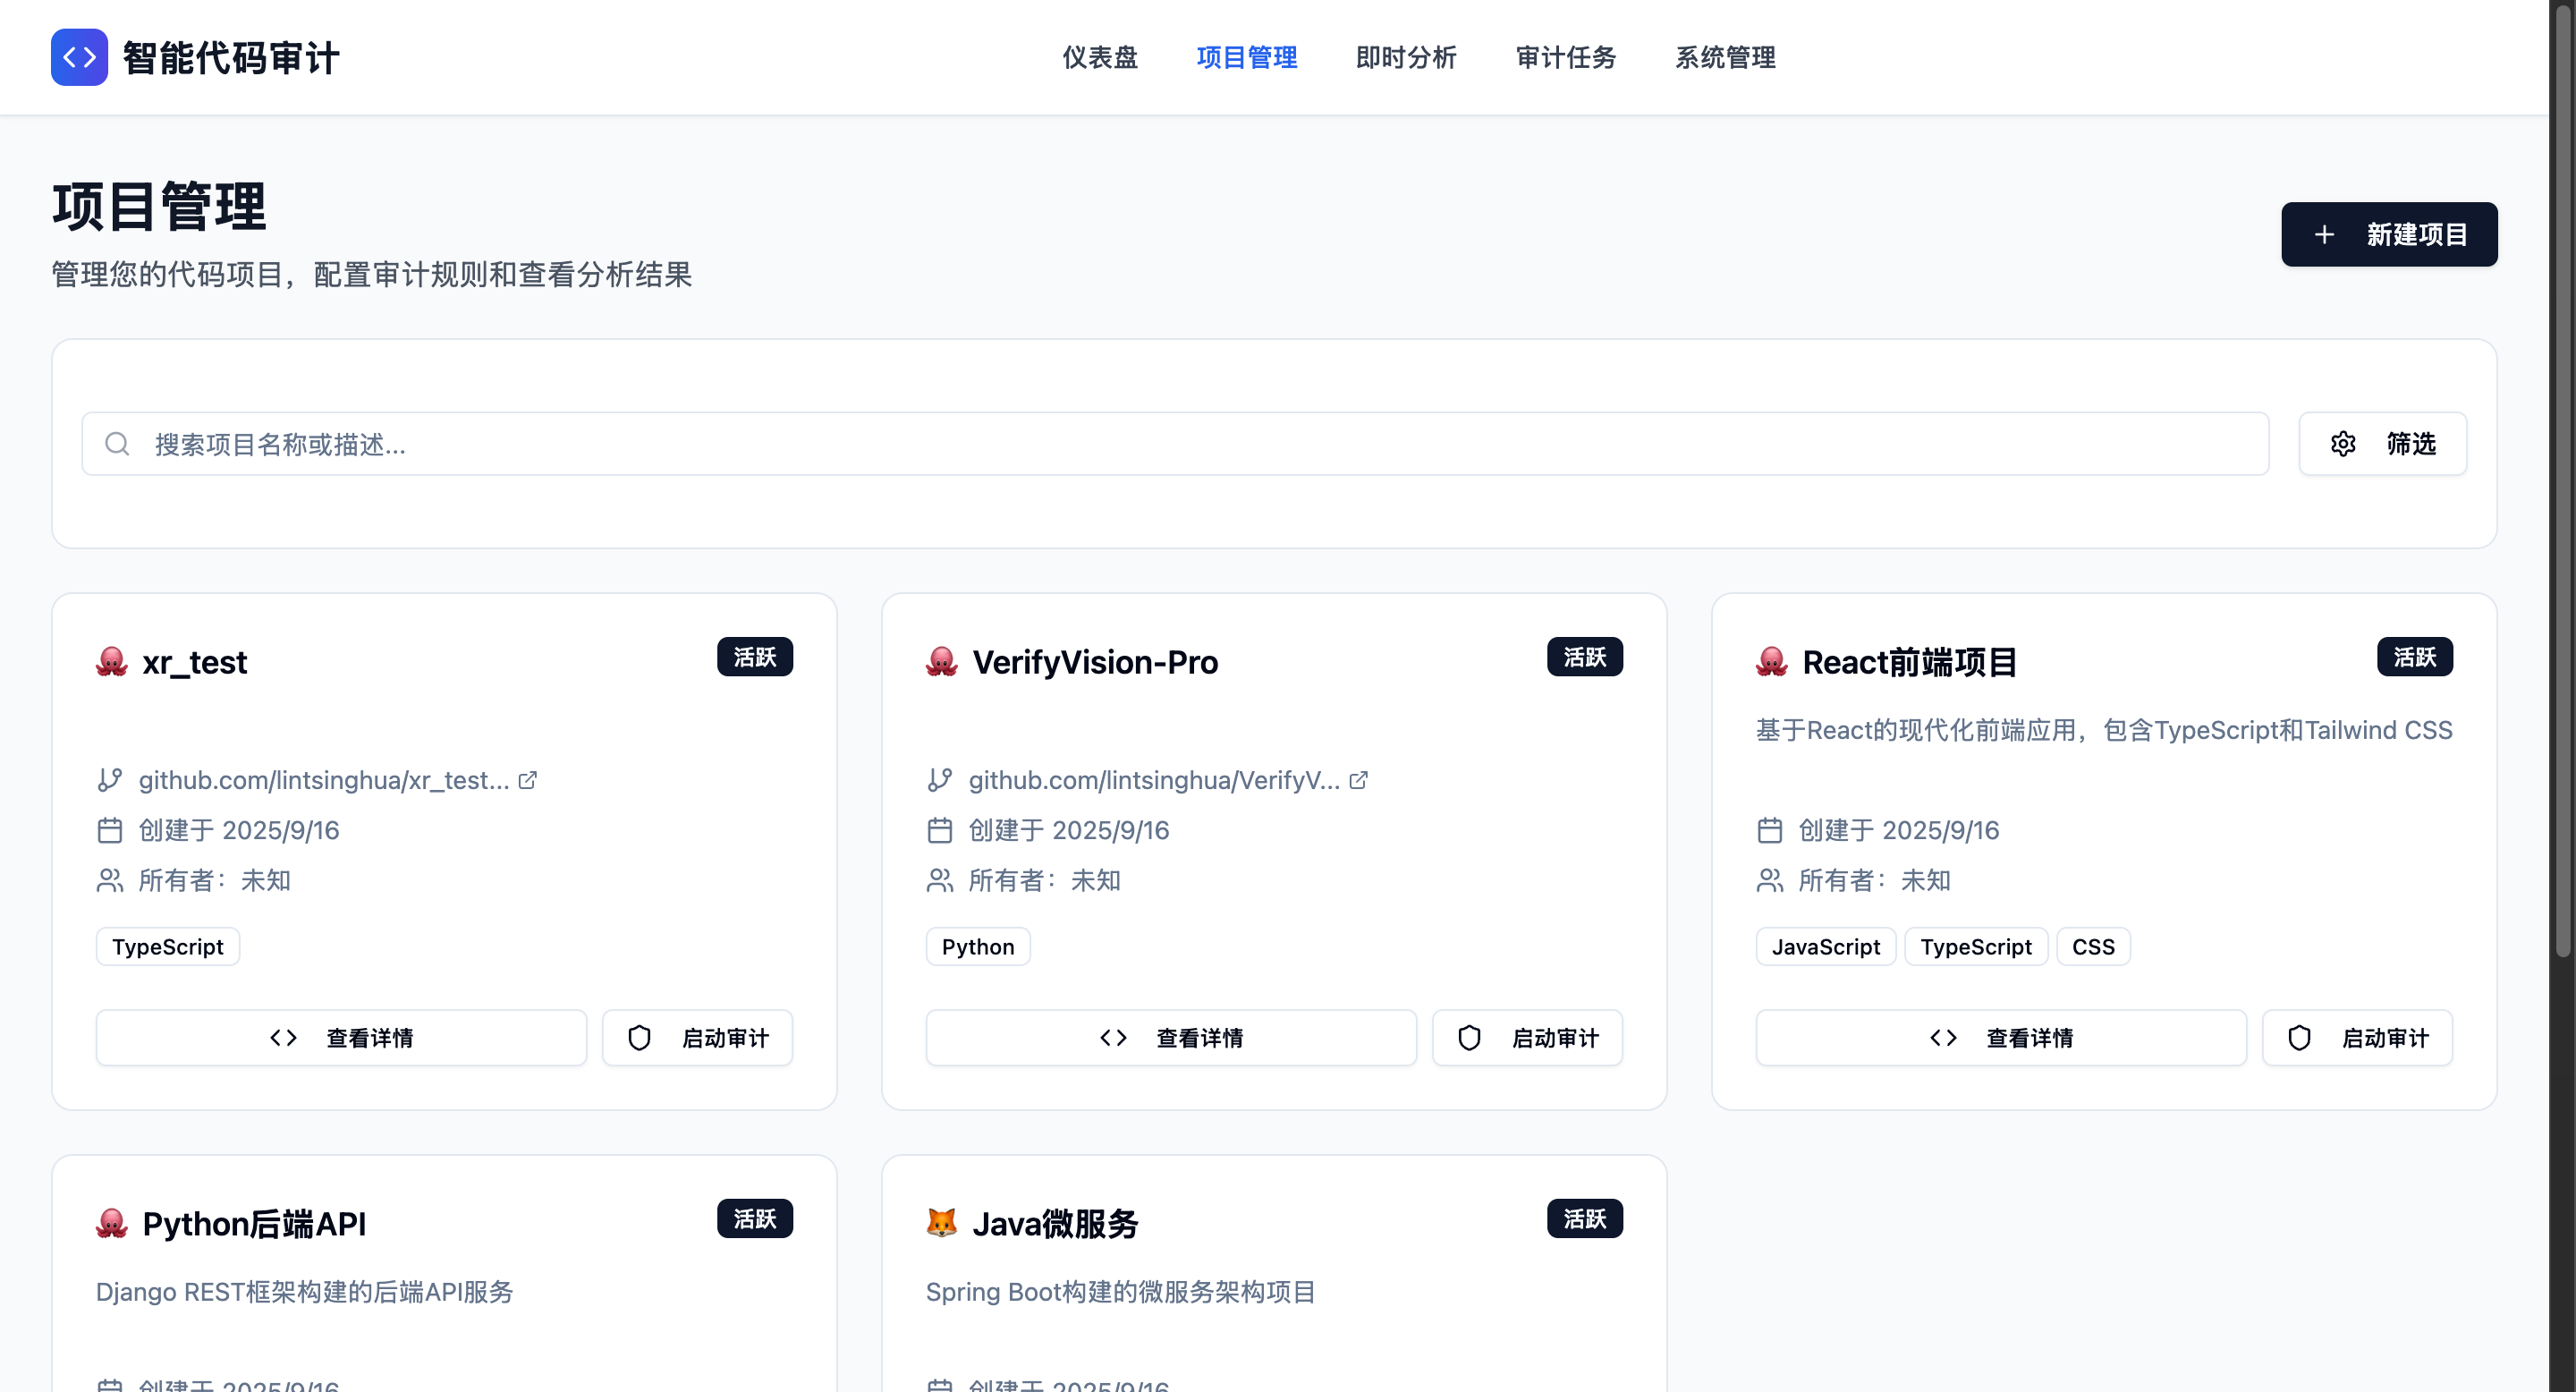 智能代码审计
仪表盘 项目管理 即时分析 审计任务 系统管理
项目管理
管理您的代码项目，配置审计规则和查看分析结果
新建项目
搜索项目名称或描述...
筛选
xr_test
活跃
github.com/lintsinghua/xr_test...
创建于 2025/9/16
所有者：未知
TypeScript
查看详情 启动审计
VerifyVision-Pro
活跃
github.com/lintsinghua/VerifyV...
创建于 2025/9/16
所有者：未知
Python
查看详情 启动审计
React前端项目
活跃
基于React的现代化前端应用，包含TypeScript和Tailwind CSS
创建于 2025/9/16
所有者：未知
JavaScript TypeScript CSS
查看详情 启动审计
Python后端API
活跃
Django REST框架构建的后端API服务
创建于 2025/9/16
Java微服务
活跃
Spring Boot构建的微服务架构项目
创建于 2025/9/16